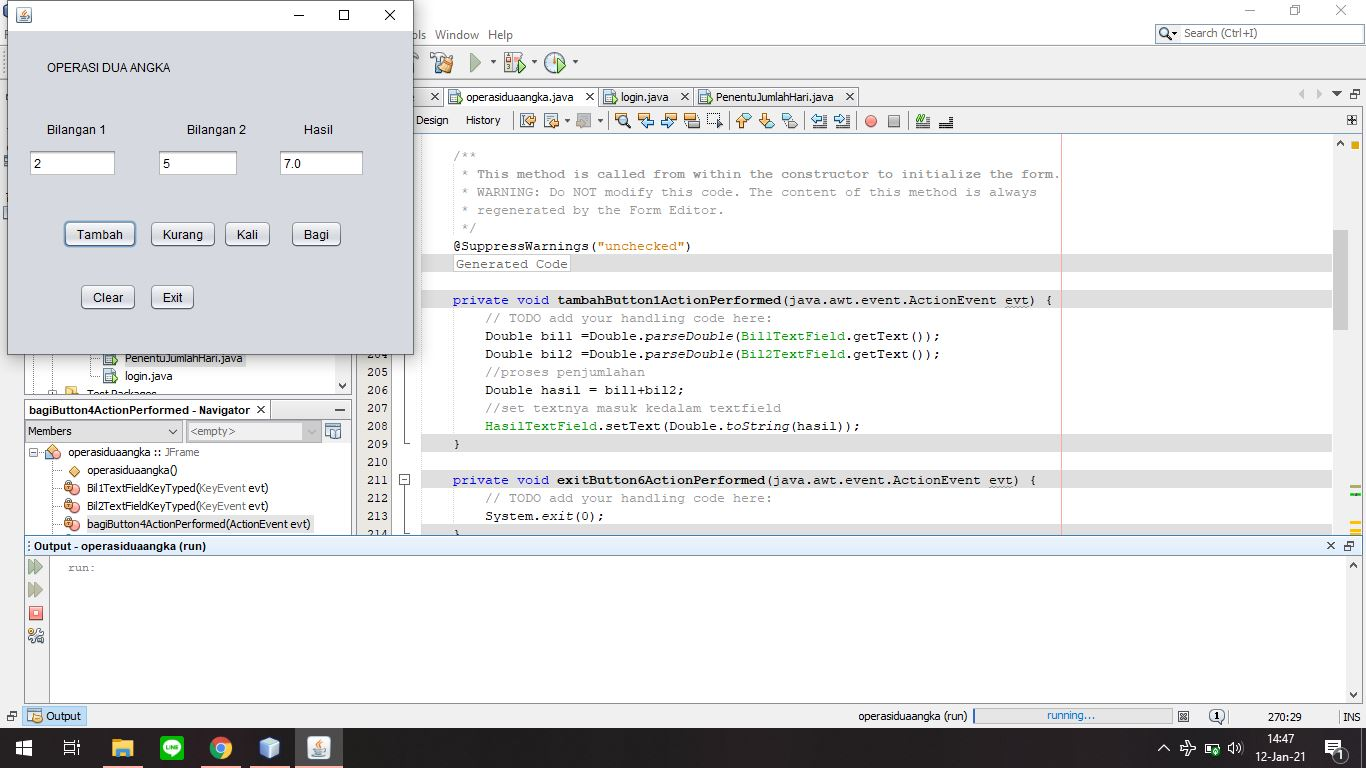 ols Window Help
Search (Ctrl+I)
OPERASI DUA ANGKA
Bilangan 1 Bilangan 2 Hasil
2 5 7.0
Tambah Kurang Kali Bagi
Clear Exit
operasiduaangka.java login.java PenentuJumlahHari.java
Design History
/**
* This method is called from within the constructor to initialize the form.
* WARNING: Do NOT modify this code. The content of this method is always
* regenerated by the Form Editor.
*/
@SuppressWarnings("unchecked")
Generated Code
private void tambahButton1ActionPerformed(java.awt.event.ActionEvent evt) {
// TODO add your handling code here:
Double bil1 =Double.parseDouble(Bil1TextField.getText());
204 Double bil2 =Double.parseDouble(Bil2TextField.getText());
205 //proses penjumlahan
206 Double hasil = bil1+bil2;
207 //set textnya masuk kedalam textfield
208 HasilTextField.setText(Double.toString(hasil));
209 }
210
211 private void exitButton6ActionPerformed(java.awt.event.ActionEvent evt) {
212 // TODO add your handling code here:
213 System.exit(0);
214 }
PenentuJumlahHari.java
login.java
Test Packages
bagiButton4ActionPerformed - Navigator
Members <empty>
operasiduaangka :: JFrame
operasiduaangka()
Bil1TextFieldKeyTyped(KeyEvent evt)
Bil2TextFieldKeyTyped(KeyEvent evt)
bagiButton4ActionPerformed(ActionEvent evt)
Output - operasiduaangka (run)
run:
Output
operasiduaangka (run) running... 1 270:29 INS
LINE
14:47
12-Jan-21
1